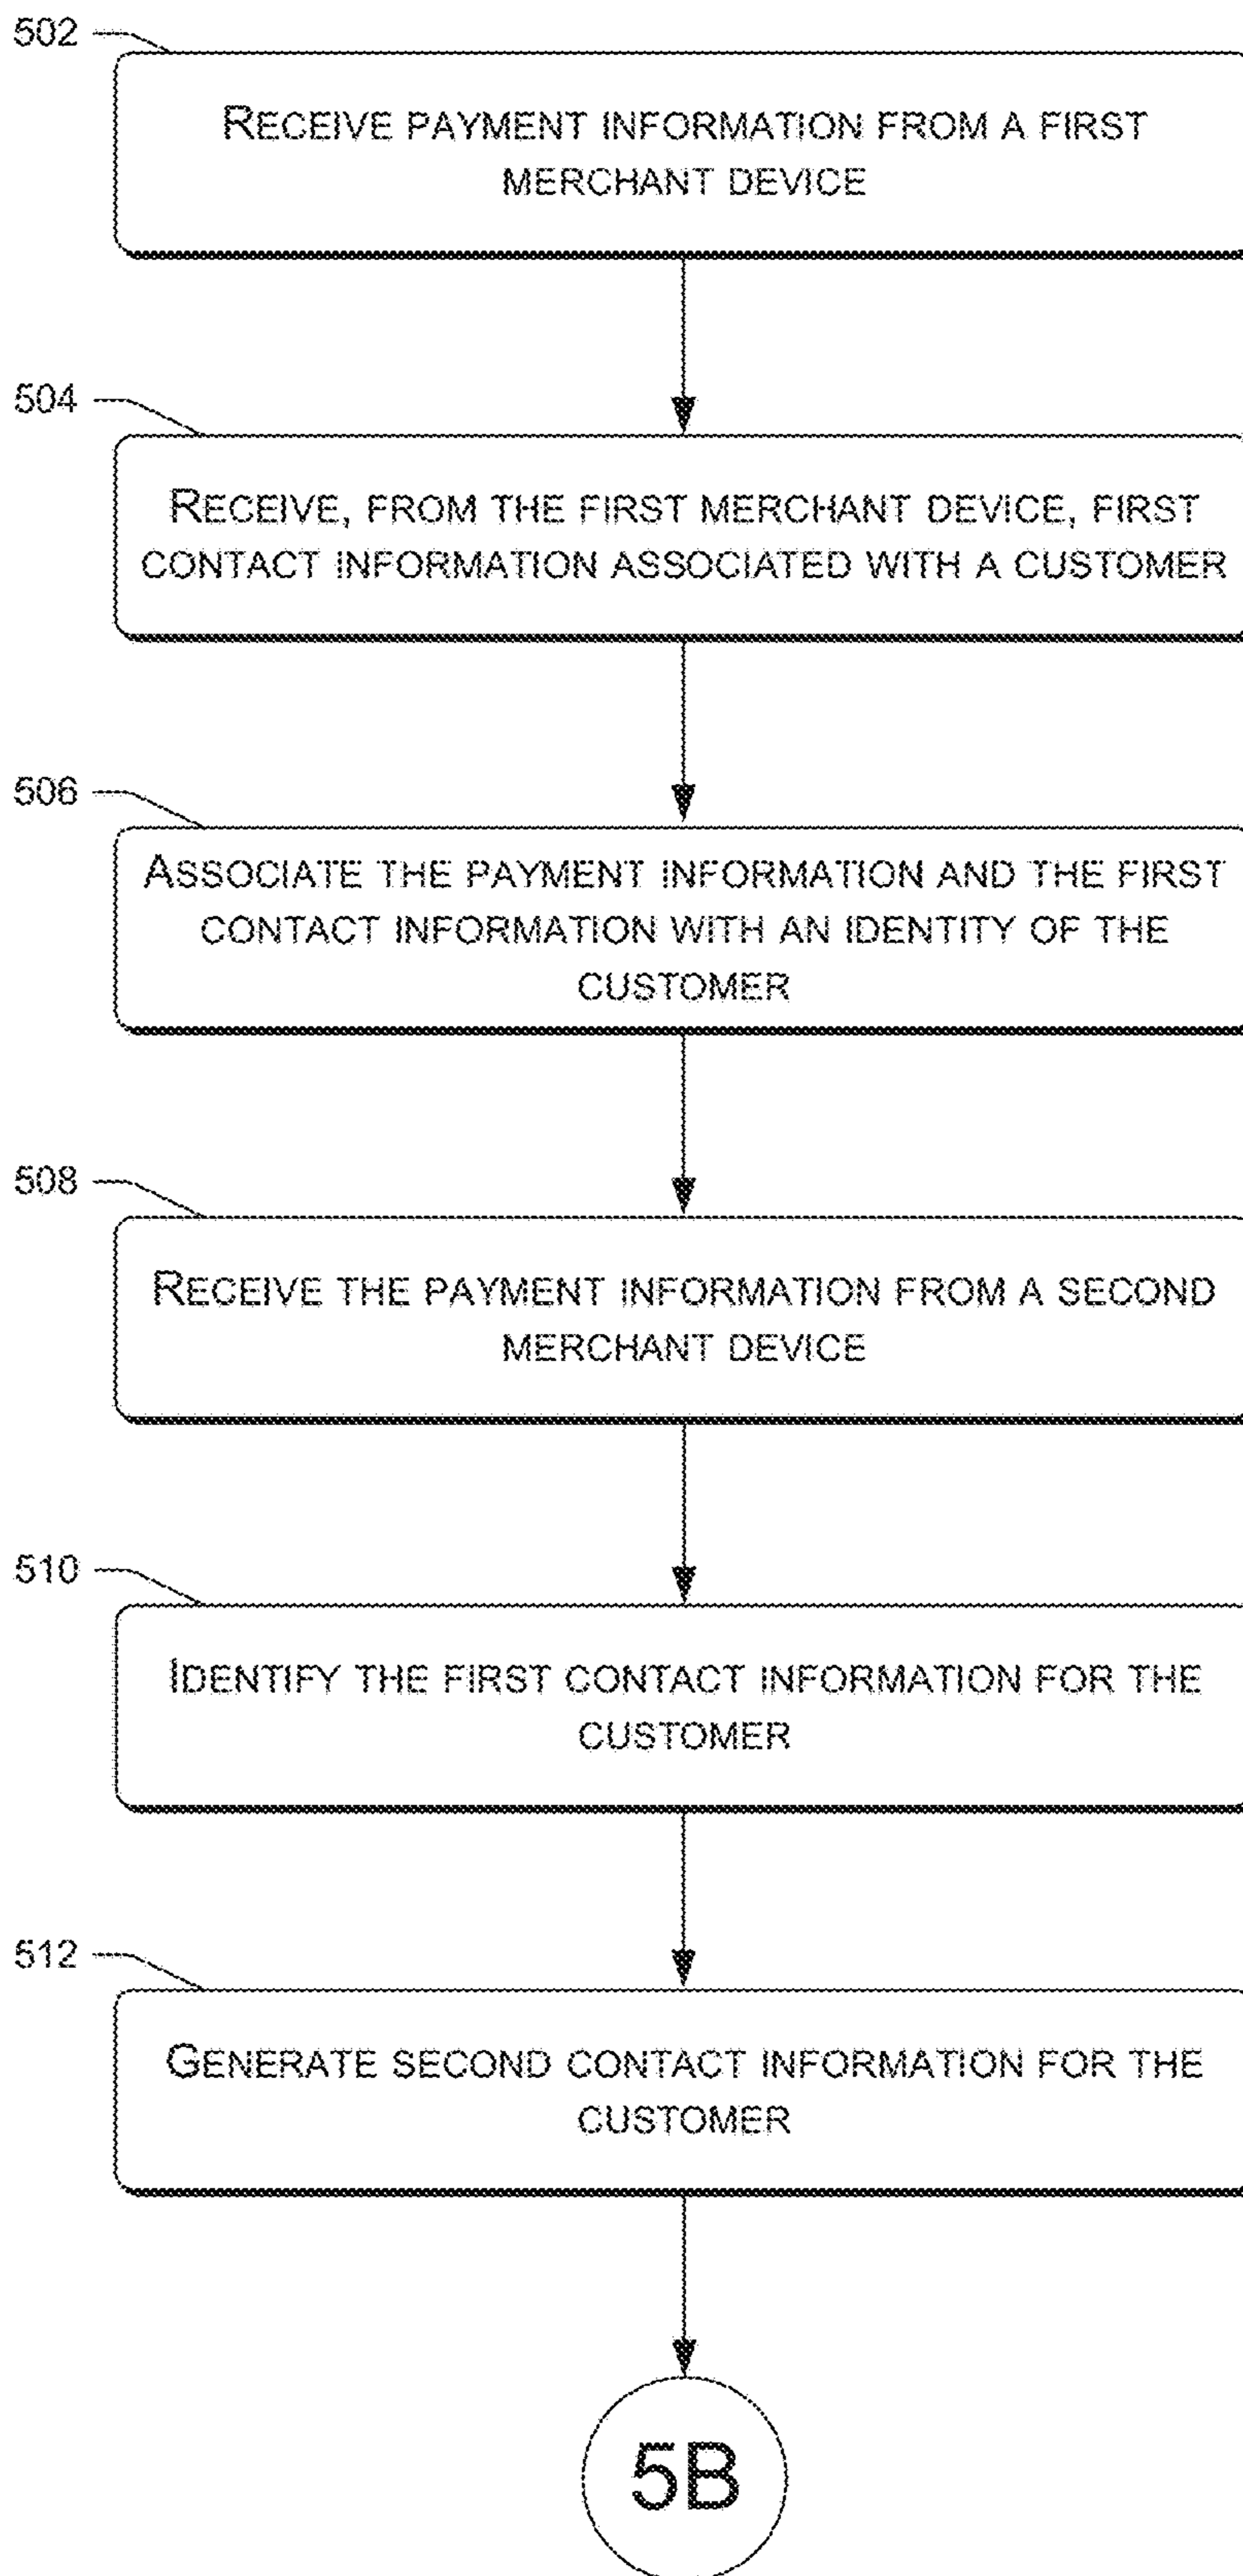 502
RECEIVE PAYMENT INFORMATION FROM A FIRST
MERCHANT DEVICE
504
RECEIVE, FROM THE FIRST MERCHANT DEVICE, FIRST
CONTACT INFORMATION ASSOCIATED WITH A CUSTOMER
506
ASSOCIATE THE PAYMENT INFORMATION AND THE FIRST
CONTACT INFORMATION WITH AN IDENTITY OF THE
CUSTOMER
508
RECEIVE THE PAYMENT INFORMATION FROM A SECOND
MERCHANT DEVICE
510
IDENTIFY THE FIRST CONTACT INFORMATION FOR THE
CUSTOMER
512
GENERATE SECOND CONTACT INFORMATION FOR THE
CUSTOMER
5B